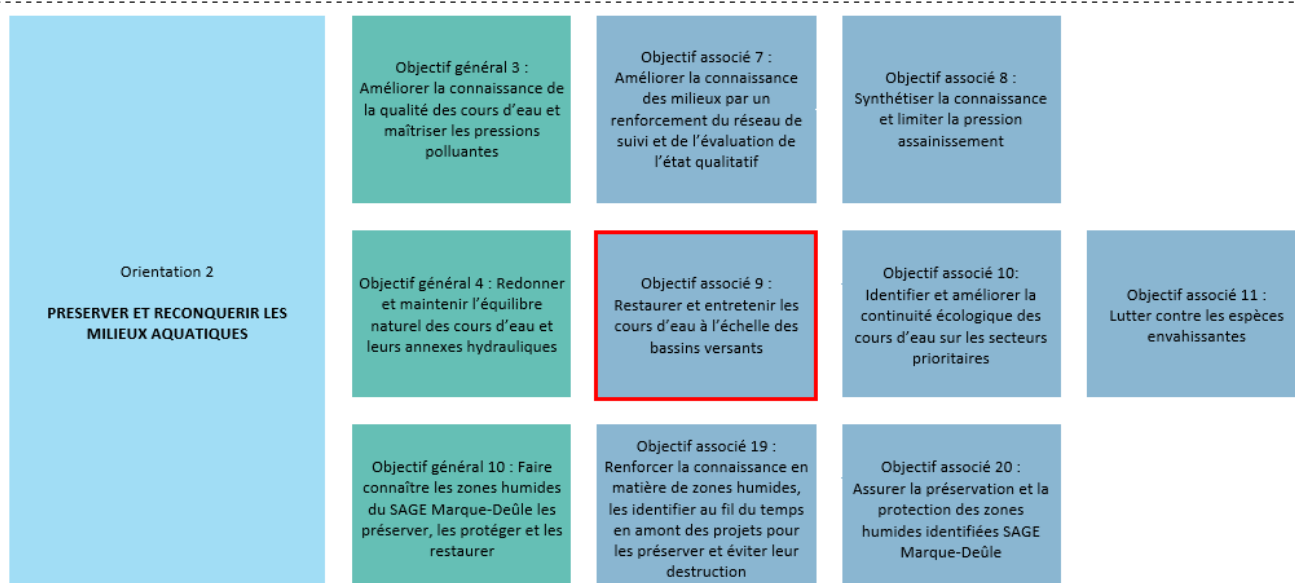 Orientation 2
PRESERVER ET RECONQUERIR LES
MILIEUX AQUATIQUES
Objectif général 3 :
Améliorer la connaissance de
la qualité des cours d’eau et
maîtriser les pressions
polluantes
Objectif associé 7 :
Améliorer la connaissance
des milieux par un
renforcement du réseau de
suivi et de l’évaluation de
l’état qualitatif
Objectif associé 8 :
Synthétiser la connaissance
et limiter la pression
assainissement
Objectif général 4 : Redonner
et maintenir l’équilibre
naturel des cours d’eau et
leurs annexes hydrauliques
Objectif associé 9 :
Restaurer et entretenir les
cours d’eau à l’échelle des
bassins versants
Objectif associé 10:
Identifier et améliorer la
continuité écologique des
cours d’eau sur les secteurs
prioritaires
Objectif associé 11 :
Lutter contre les espèces
envahissantes
Objectif général 10 : Faire
connaître les zones humides
du SAGE Marque-Deûle les
préserver, les protéger et les
restaurer
Objectif associé 19 :
Renforcer la connaissance en
matière de zones humides,
les identifier au fil du temps
en amont des projets pour
les préserver et éviter leur
destruction
Objectif associé 20 :
Assurer la préservation et la
protection des zones
humides identifiées SAGE
Marque-Deûle